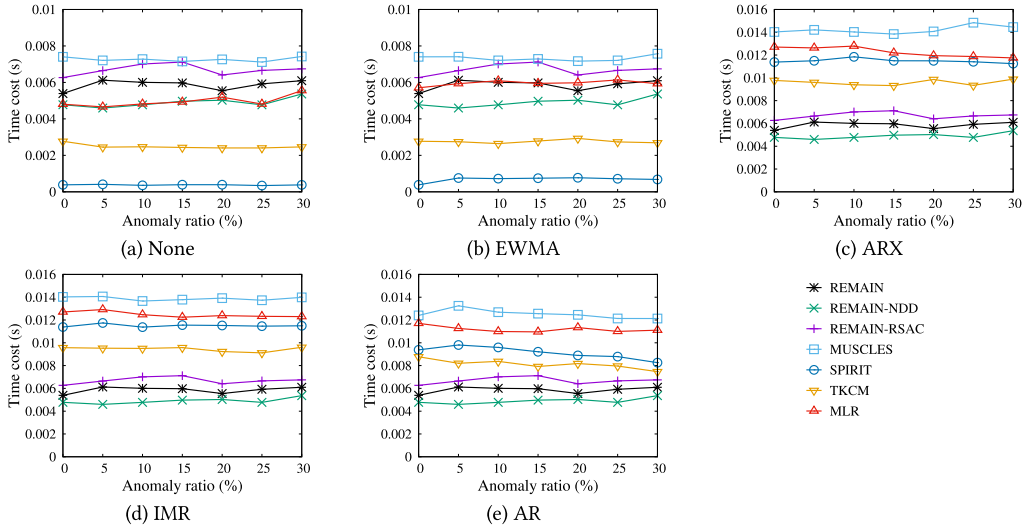 0.01
0.008
0.006
0.004
0.002
0
Time cost (s)
0 5 10 15 20 25 30
Anomaly ratio (%)
(a) None
0.01
0.008
0.006
0.004
0.002
0
Time cost (s)
0 5 10 15 20 25 30
Anomaly ratio (%)
(b) EWMA
0.016
0.014
0.012
0.01
0.008
0.006
0.004
0.002
0
Time cost (s)
0 5 10 15 20 25 30
Anomaly ratio (%)
(c) ARX
0.016
0.014
0.012
0.01
0.008
0.006
0.004
0.002
0
Time cost (s)
0 5 10 15 20 25 30
Anomaly ratio (%)
(d) IMR
0.016
0.014
0.012
0.01
0.008
0.006
0.004
0.002
0
Time cost (s)
0 5 10 15 20 25 30
Anomaly ratio (%)
(e) AR
REMAIN
REMAIN-NDD
REMAIN-RSAC
MUSCLES
SPIRIT
TKCM
MLR